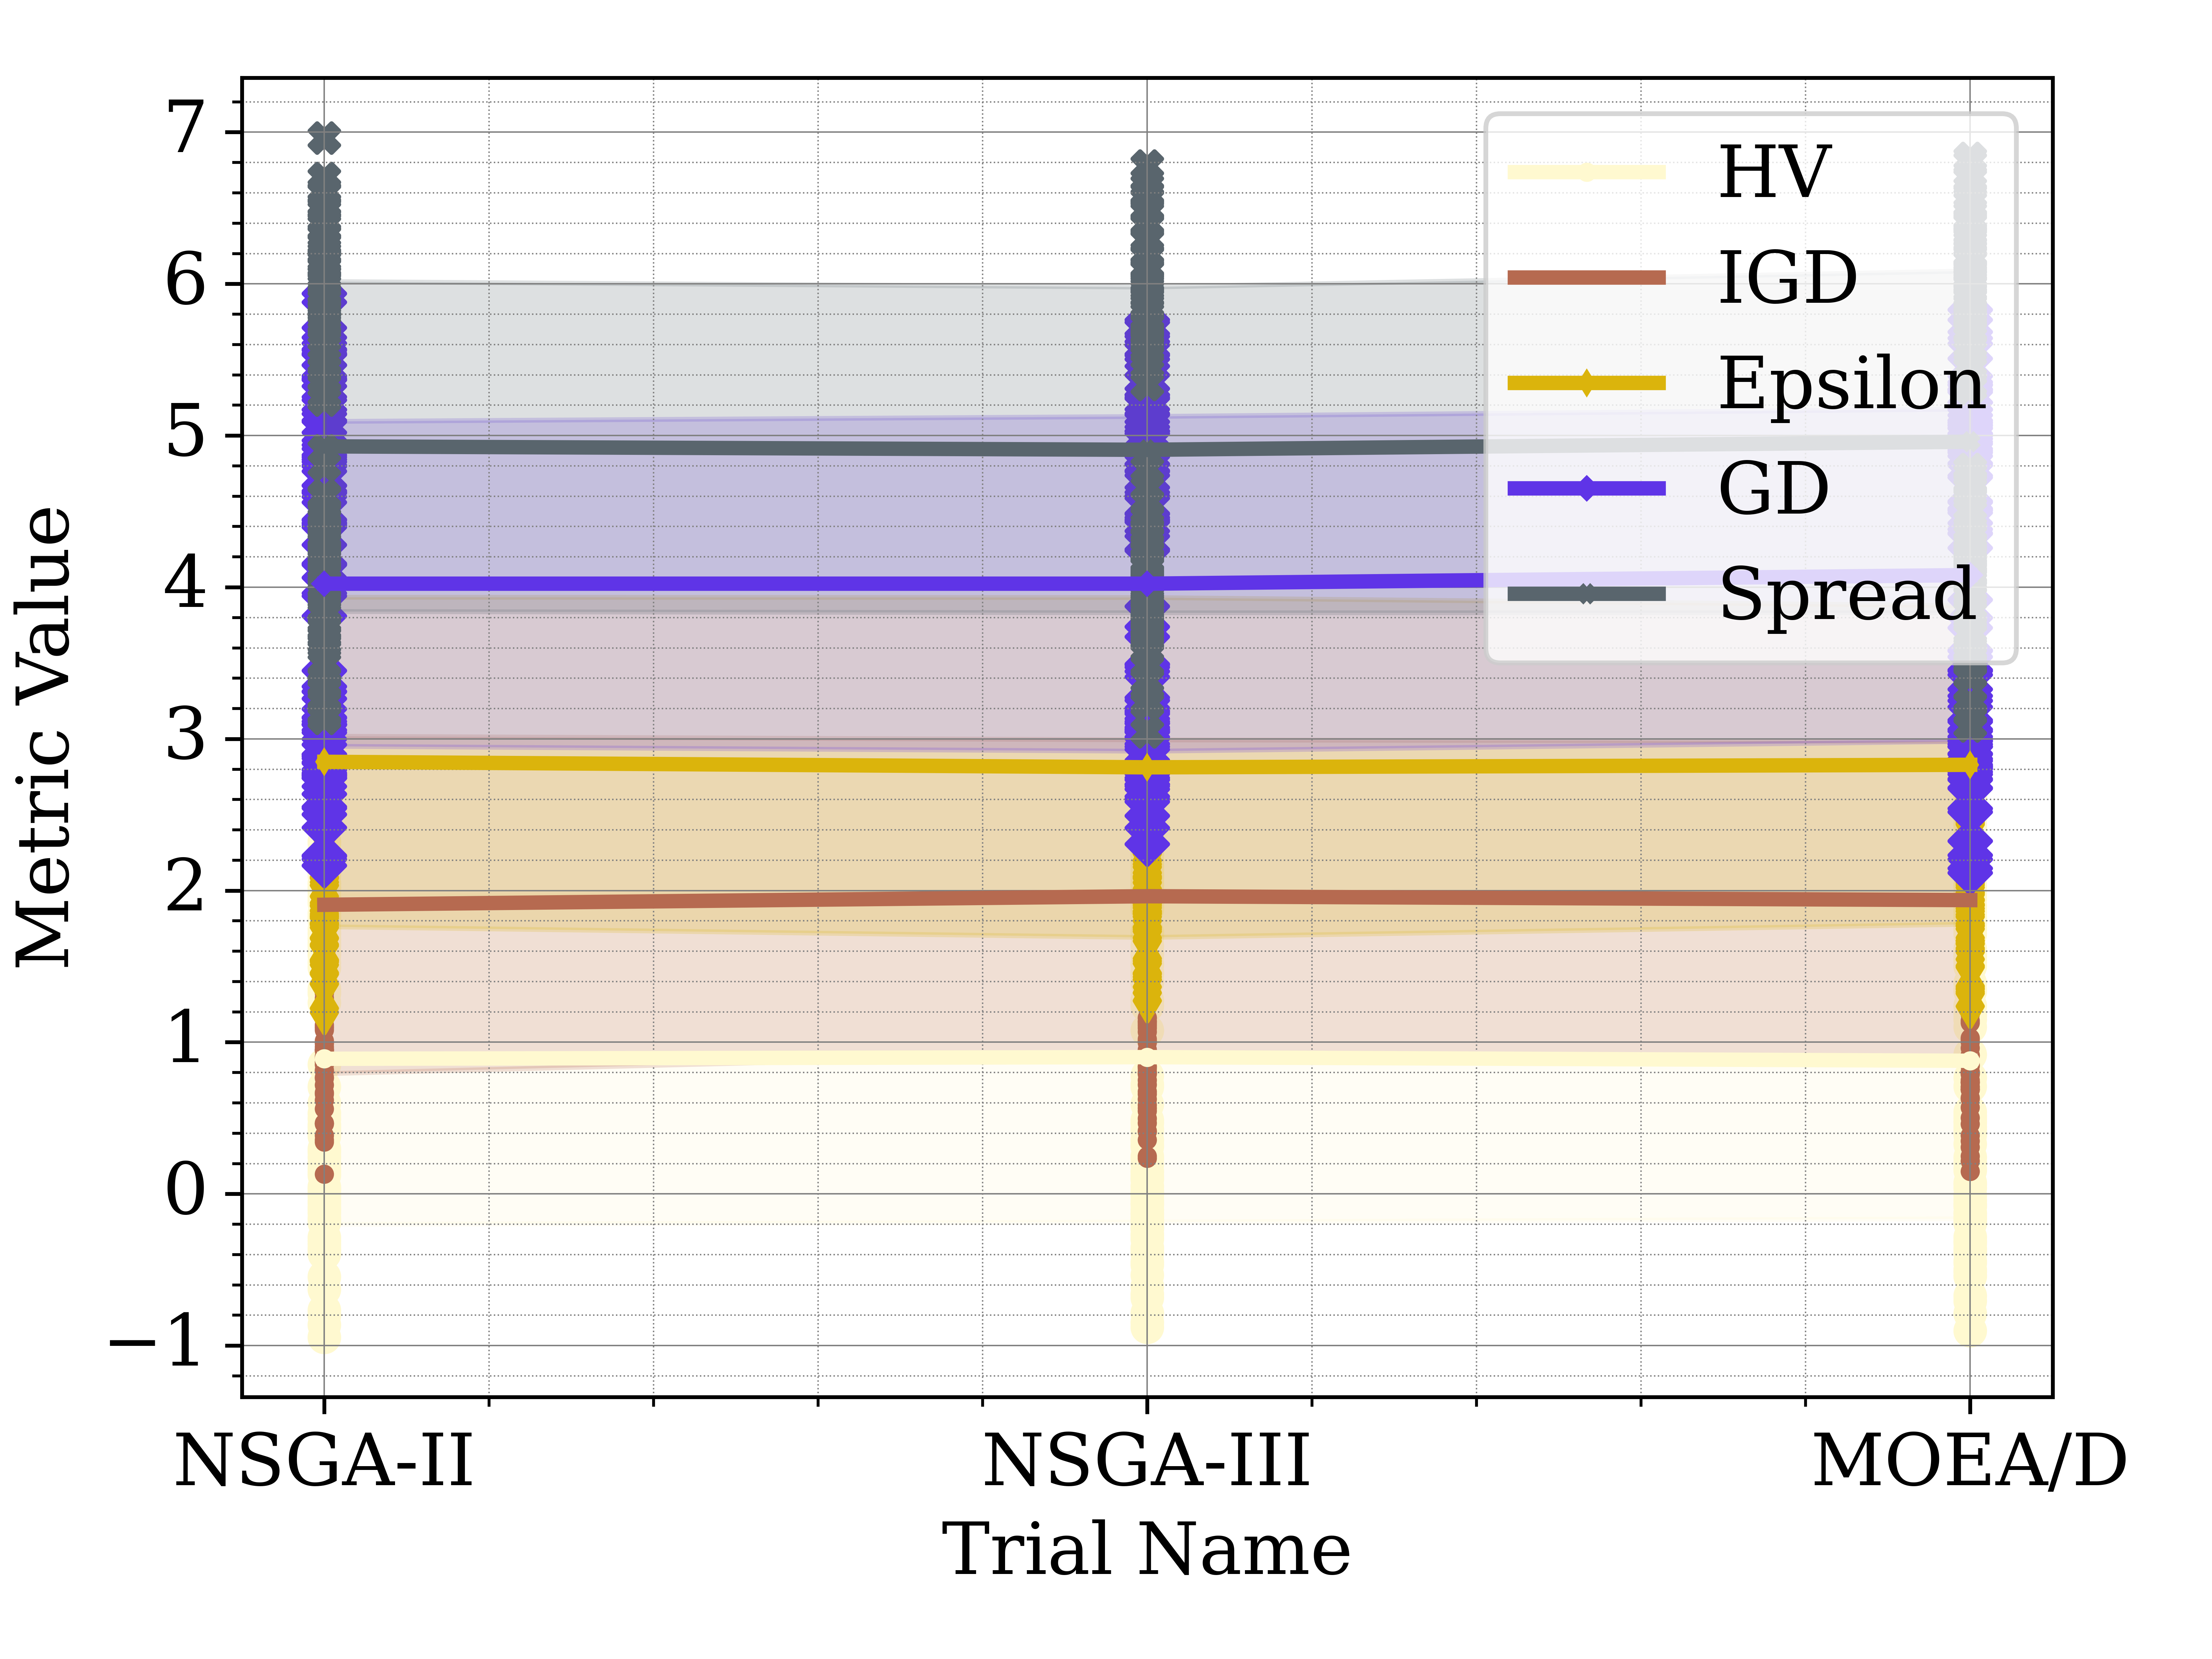 7
6
5
4
3
2
1
0
−1
Metric Value
HV
IGD
Epsilon
GD
Spread
NSGA-II
NSGA-III
MOEA/D
Trial Name